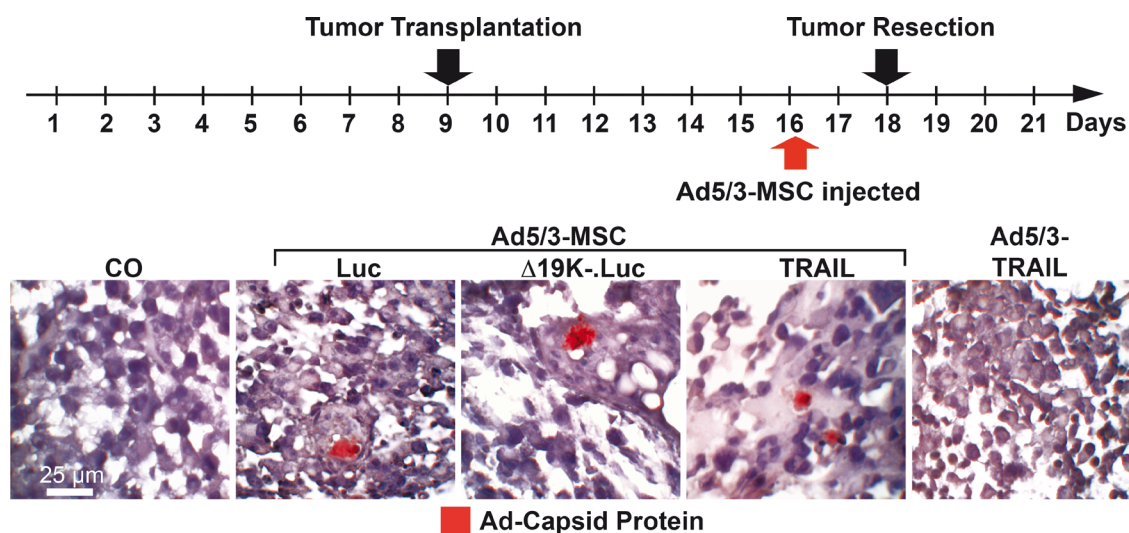 Tumor Transplantation
Tumor Resection
1 2 3 4 5 6 7 8 9 10 11 12 13 14 15 16 17 18 19 20 21 Days
Ad5/3-MSC injected
Ad5/3-MSC
Ad5/3-
CO Luc Δ19K-.Luc TRAIL TRAIL
25 µm
Ad-Capsid Protein